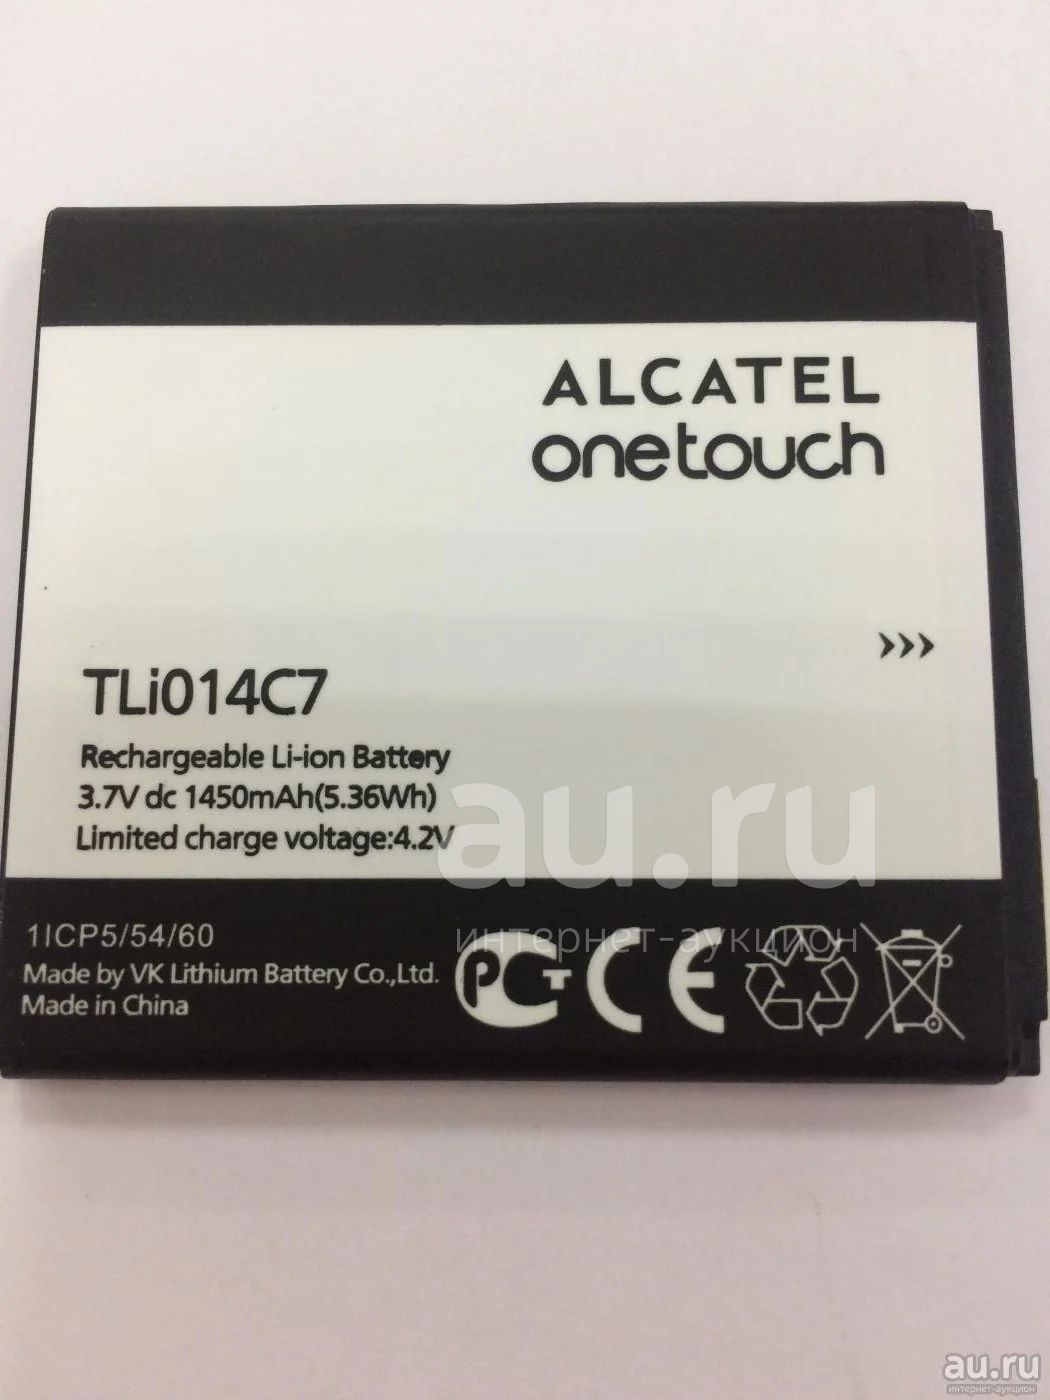 ALCATEL
onetouch
›››
TLi014C7
Rechargeable Li-ion Battery
3.7V dc 1450mAh(5.36Wh)
Limited charge voltage:4.2V
au.ru
интернет-аукцион
1ICP5/54/60
Made by VK Lithium Battery Co.,Ltd.
Made in China
РСТ CE
au.ru
интернет-аукцион